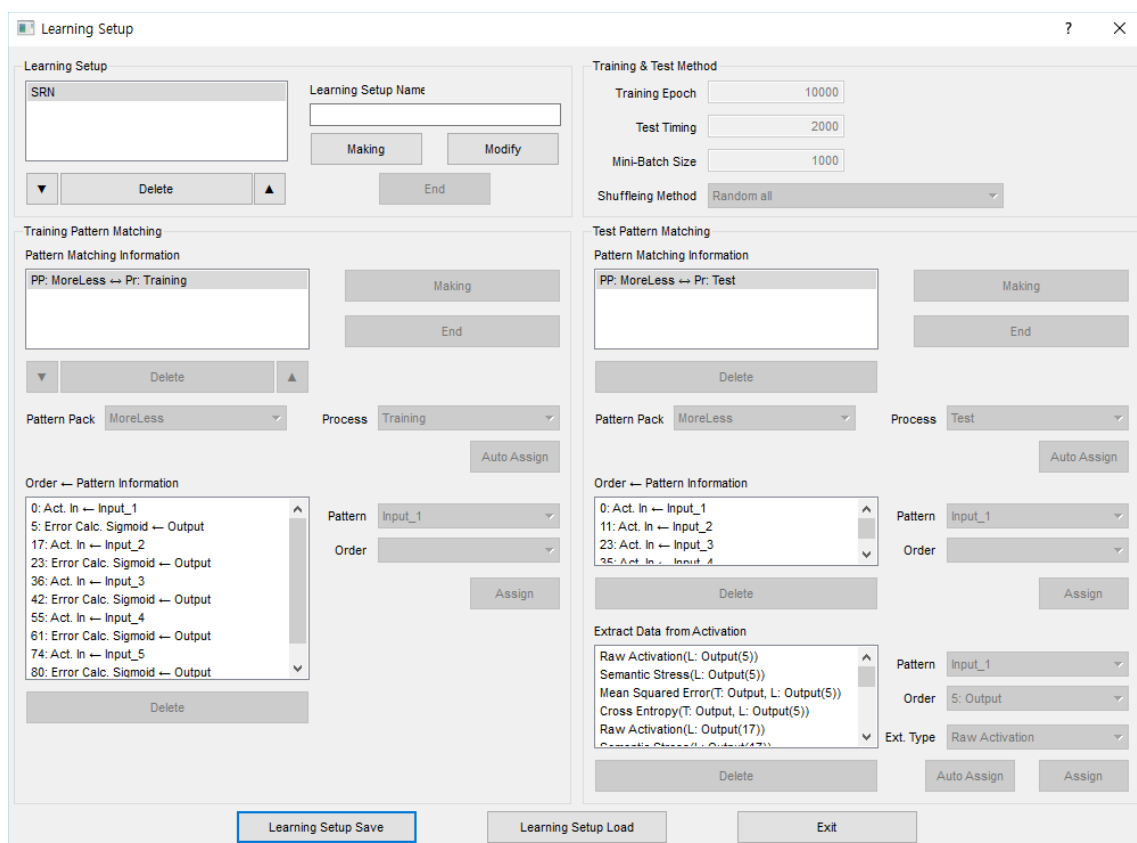 Learning Setup
?
Learning Setup
SRN
Learning Setup Name
Making
Modify
▼
Delete
▲
End
Training & Test Method
Training Epoch 10000
Test Timing 2000
Mini-Batch Size 1000
Shuffleing Method Random all
Training Pattern Matching
Pattern Matching Information
PP: MoreLess ↔ Pr: Training
Making
End
▼
Delete
▲
Pattern Pack MoreLess
Process Training
Auto Assign
Order ← Pattern Information
0: Act. In ← Input_1
5: Error Calc. Sigmoid ← Output
17: Act. In ← Input_2
23: Error Calc. Sigmoid ← Output
36: Act. In ← Input_3
42: Error Calc. Sigmoid ← Output
55: Act. In ← Input_4
61: Error Calc. Sigmoid ← Output
74: Act. In ← Input_5
80: Error Calc. Sigmoid ← Output
Pattern Input_1
Order
Assign
Delete
Test Pattern Matching
Pattern Matching Information
PP: MoreLess ↔ Pr: Test
Making
End
Delete
Pattern Pack MoreLess
Process Test
Auto Assign
Order ← Pattern Information
0: Act. In ← Input_1
11: Act. In ← Input_2
23: Act. In ← Input_3
35: Act. In ← Input_4
Pattern Input_1
Order
Delete
Assign
Extract Data from Activation
Raw Activation(L: Output(5))
Semantic Stress(L: Output(5))
Mean Squared Error(T: Output, L: Output(5))
Cross Entropy(T: Output, L: Output(5))
Raw Activation(L: Output(17))
Semantic Stress(L: Output(17))
Pattern Input_1
Order 5: Output
Ext. Type Raw Activation
Delete
Auto Assign
Assign
Learning Setup Save
Learning Setup Load
Exit